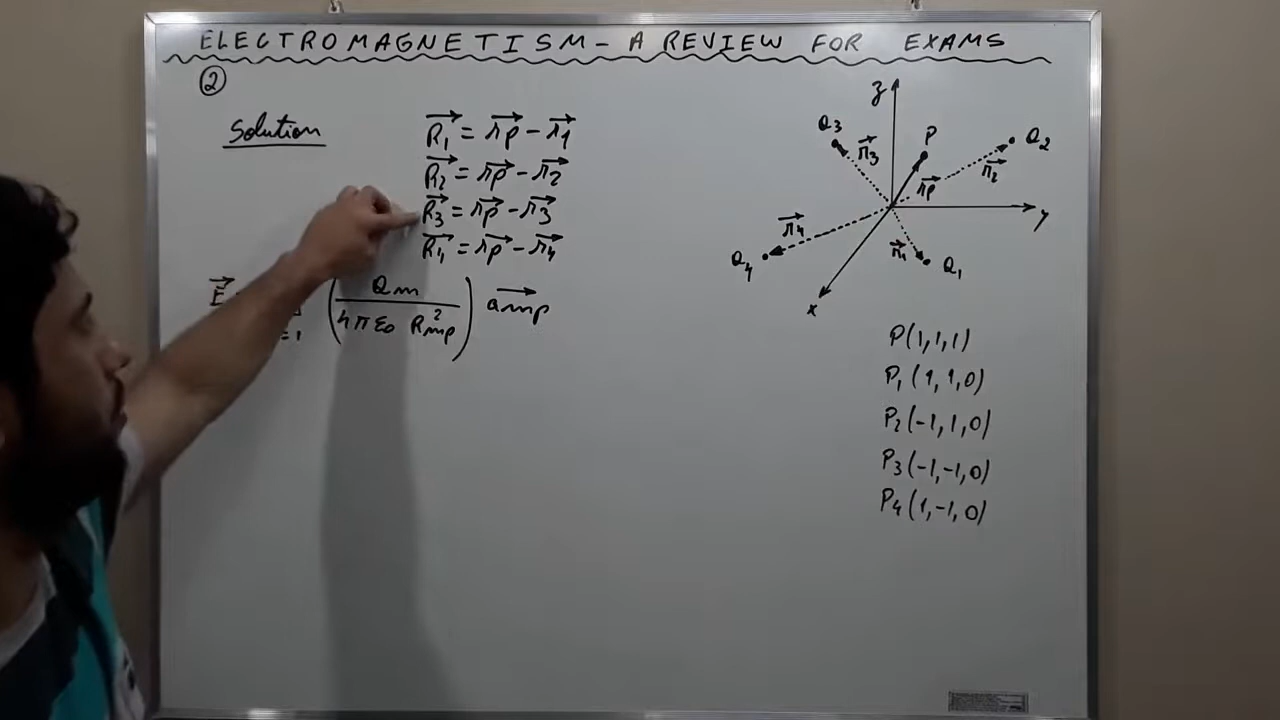 ELECTROMAGNETISM - A REVIEW FOR EXAMS
②
Solution
R₁ = rp - r₁
R₂ = rp - r₂
R₃ = rp - r₃
R₄ = rp - r₄
E
=1
(Qm / 4πε₀ Rmp²) amp
z
Q3
P
Q2
r₃
r₂
rp
y
r₄
Q4
r₁
Q1
x
P(1,1,1)
P₁(1,1,0)
P₂(-1,1,0)
P₃(-1,-1,0)
P₄(1,-1,0)